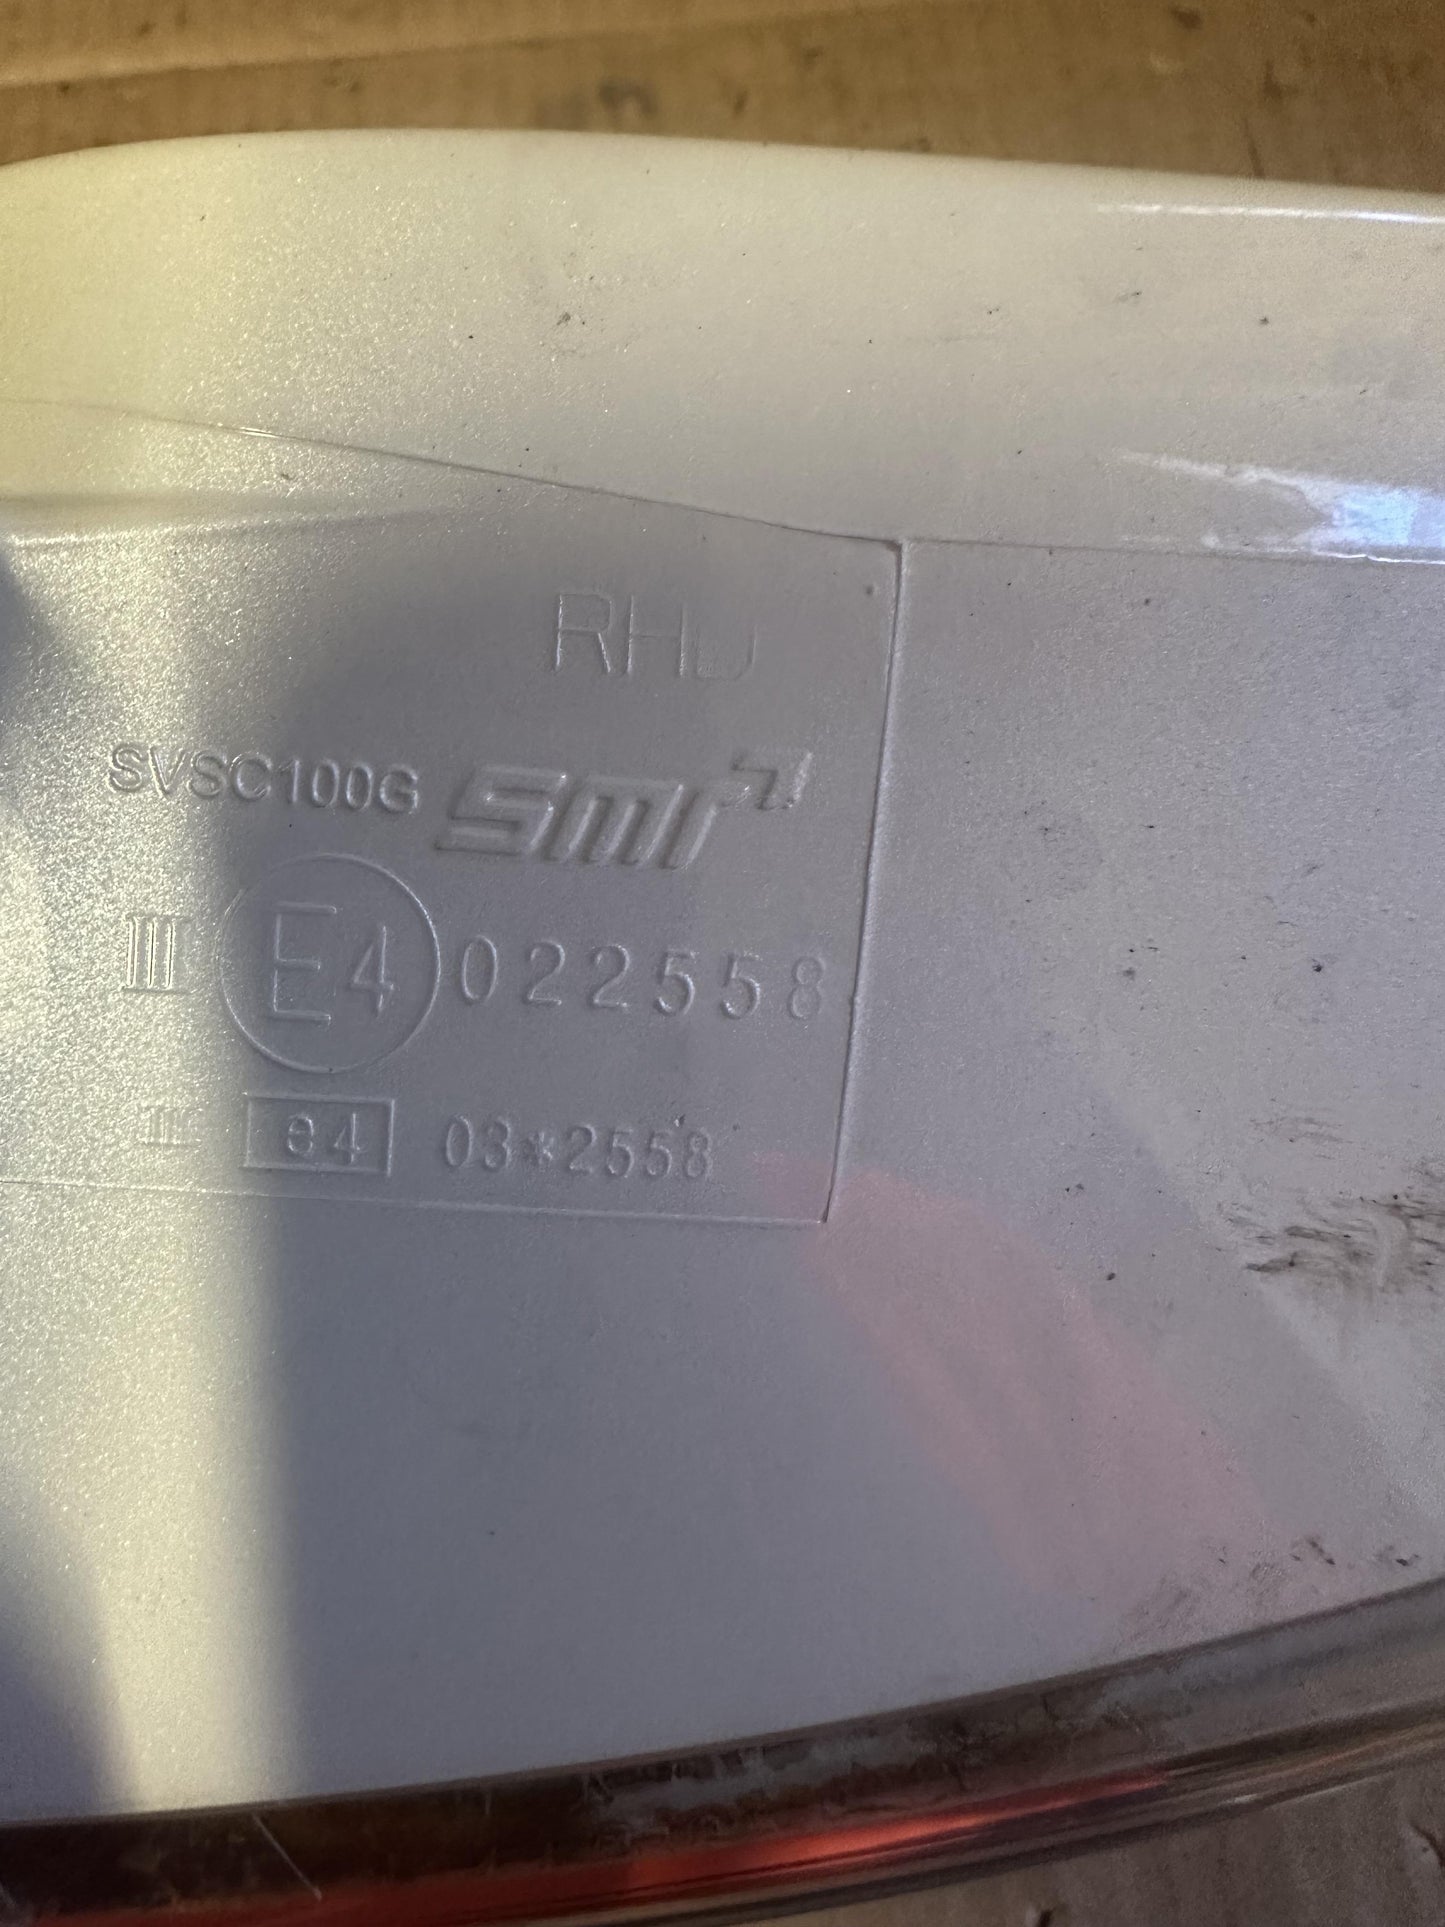 RHD
SVSC100G smr
III E4 022558
III e4 03*2558